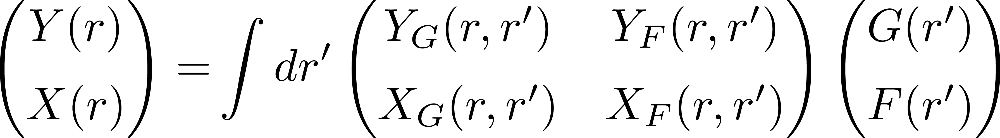 \begin{pmatrix} Y(r) \\ X(r) \end{pmatrix} = \int dr' \begin{pmatrix} Y_G(r,r') & Y_F(r,r') \\ X_G(r,r') & X_F(r,r') \end{pmatrix} \begin{pmatrix} G(r') \\ F(r') \end{pmatrix}